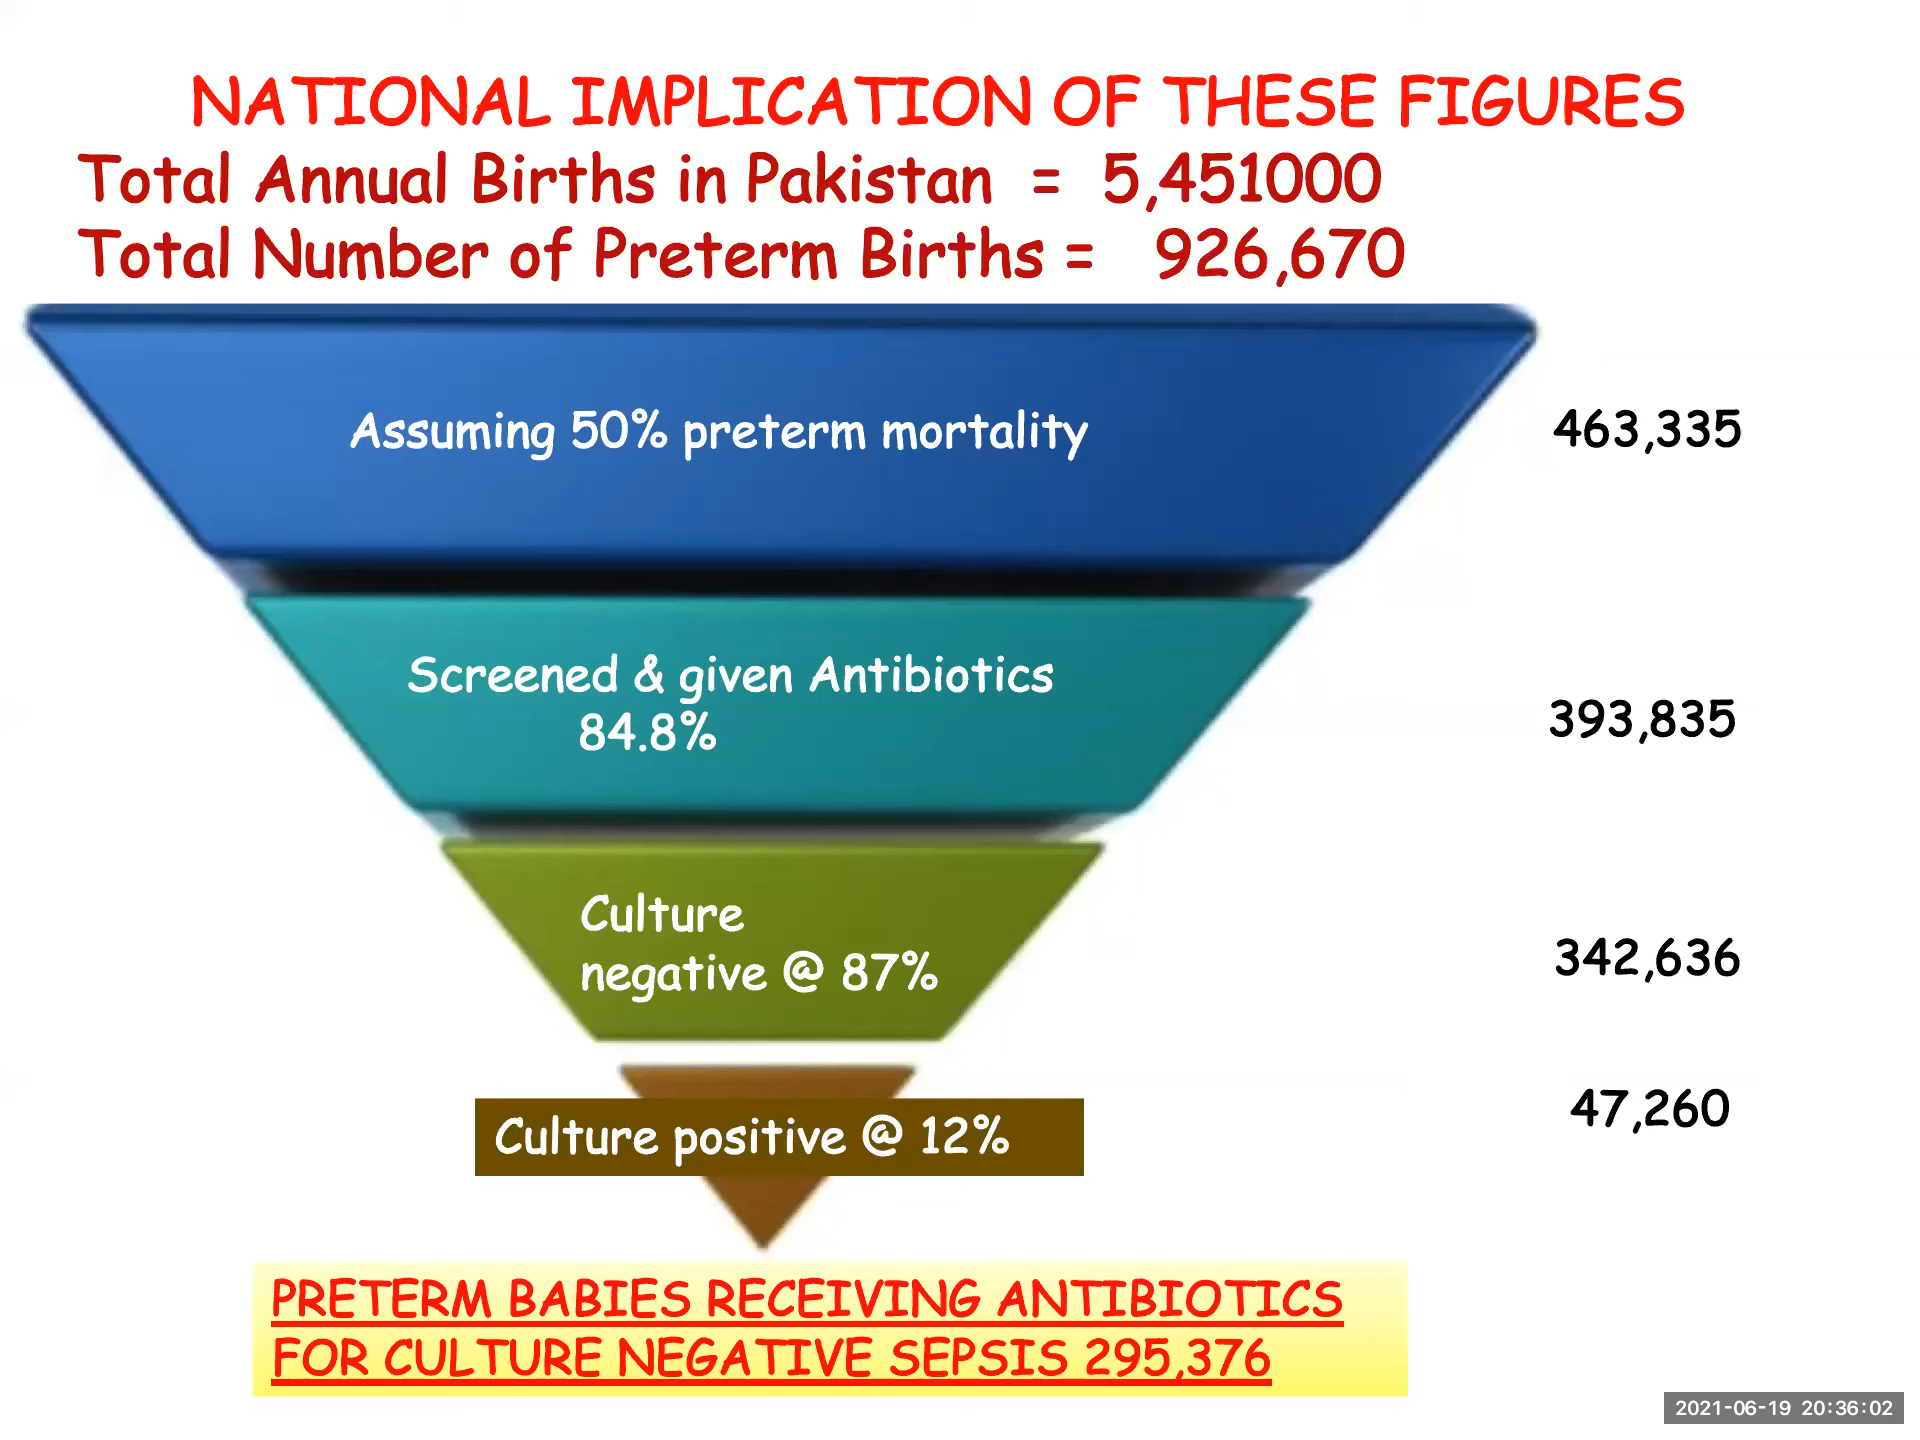 NATIONAL IMPLICATION OF THESE FIGURES
Total Annual Births in Pakistan = 5,451000
Total Number of Preterm Births = 926,670
Assuming 50% preterm mortality
463,335
Screened & given Antibiotics
84.8%
393,835
Culture
negative @ 87%
342,636
Culture positive @ 12%
47,260
PRETERM BABIES RECEIVING ANTIBIOTICS
FOR CULTURE NEGATIVE SEPSIS 295,376
2021-06-19 20:36:02